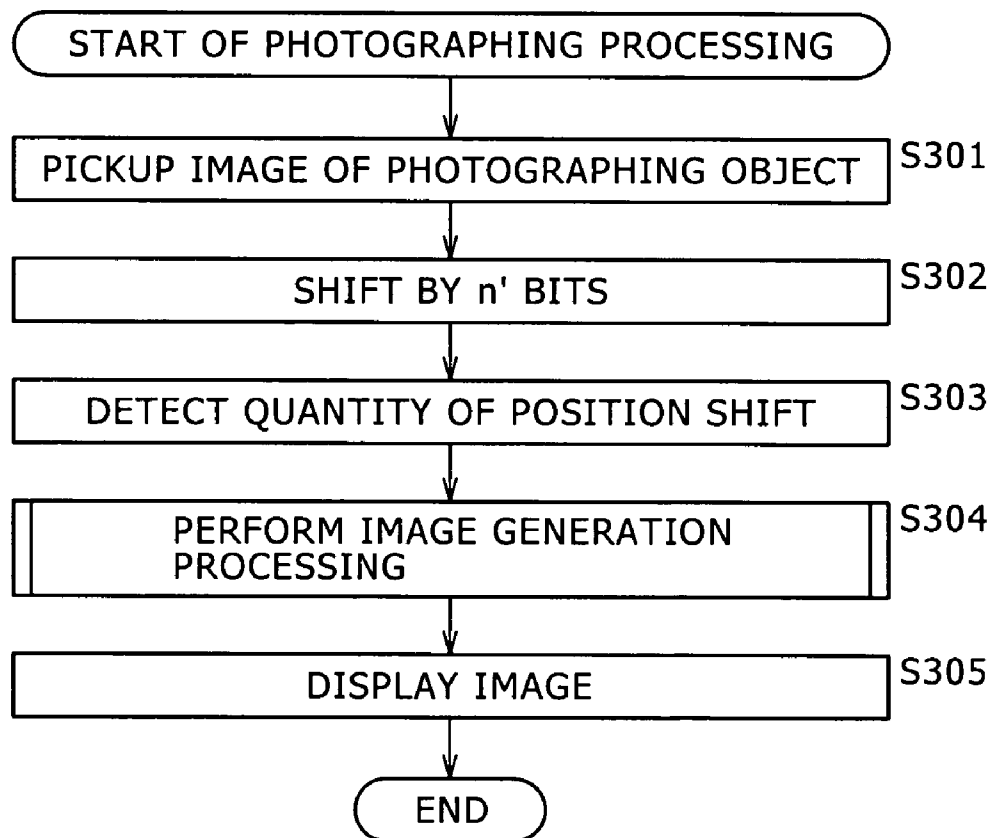 START OF PHOTOGRAPHING PROCESSING
PICKUP IMAGE OF PHOTOGRAPHING OBJECT S301
SHIFT BY n' BITS S302
DETECT QUANTITY OF POSITION SHIFT S303
PERFORM IMAGE GENERATION S304
PROCESSING
DISPLAY IMAGE S305
END